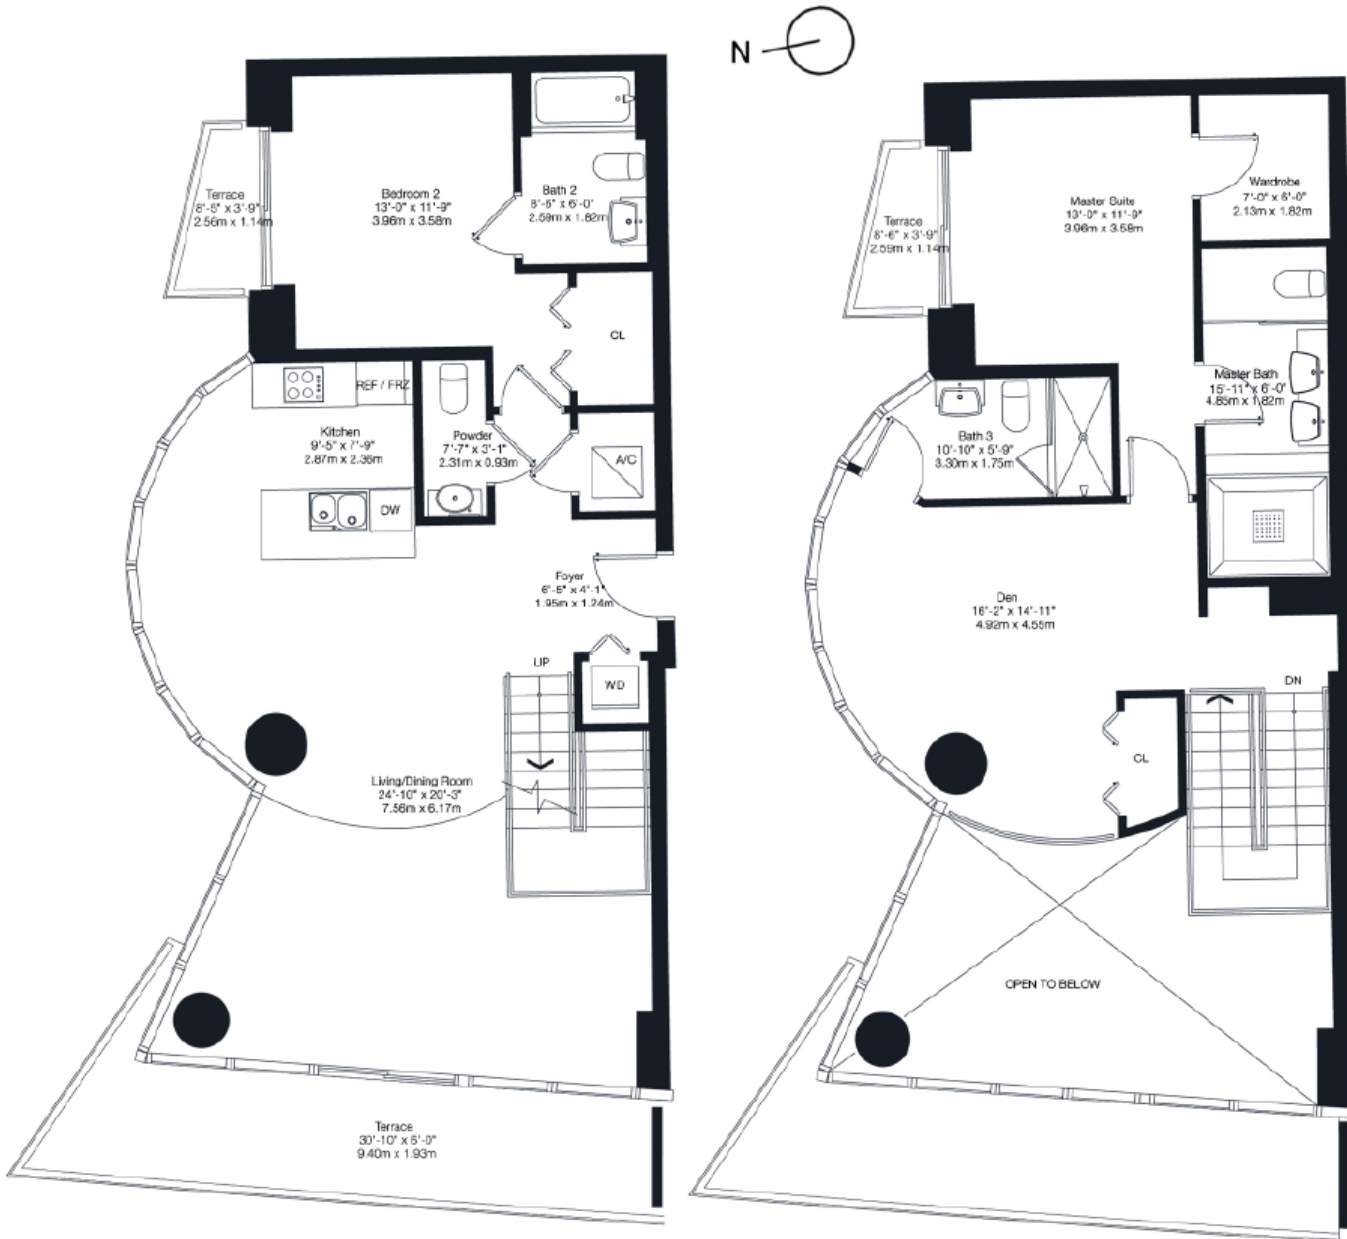 N
Terrace
8'-5" x 3'-9"
2.56m x 1.14m
Bedroom 2
13'-0" x 11'-9"
3.96m x 3.58m
Bath 2
8'-6" x 6'-0"
2.59m x 1.82m
CL
REF / FRZ
Kitchen
9'-5" x 7'-9"
2.87m x 2.36m
Powder
7'-7" x 3'-1"
2.31m x 0.93m
A/C
DW
Foyer
6'-5" x 4'-1"
1.95m x 1.24m
UP
WD
Living/Dining Room
24'-10" x 20'-3"
7.56m x 6.17m
Terrace
30'-10" x 6'-0"
9.40m x 1.93m
Master Suite
13'-0" x 11'-9"
3.96m x 3.58m
Wardrobe
7'-0" x 6'-0"
2.13m x 1.82m
Terrace
8'-6" x 3'-9"
2.59m x 1.14m
Master Bath
15'-11" x 6'-0"
4.85m x 1.82m
Bath 3
10'-10" x 5'-9"
3.30m x 1.75m
Den
16'-2" x 14'-11"
4.92m x 4.55m
DN
CL
OPEN TO BELOW